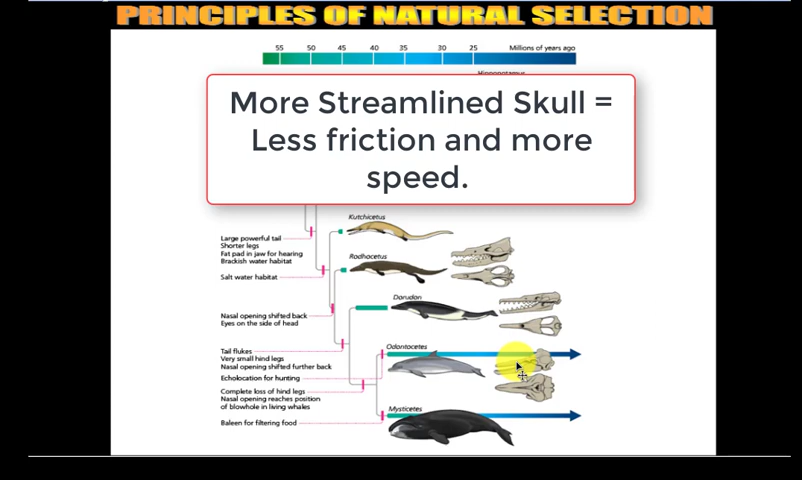 PRINCIPLES OF NATURAL SELECTION
55 50 45 40 35 30 25 Millions of years ago
More Streamlined Skull =
Less friction and more
speed.
Kutchicetus
Large powerful tail
Shorter legs
Fat pad in jaw for hearing
Brackish water habitat
Rodhocetus
Salt water habitat
Dorudon
Nasal opening shifted back
Eyes on the side of head
Odontocetes
Tail flukes
Very small hind legs
Nasal opening shifted further back
Echolocation for hunting
Complete loss of hind legs
Nasal opening reaches position
of blowhole in living whales
Mysticetes
Baleen for filtering food